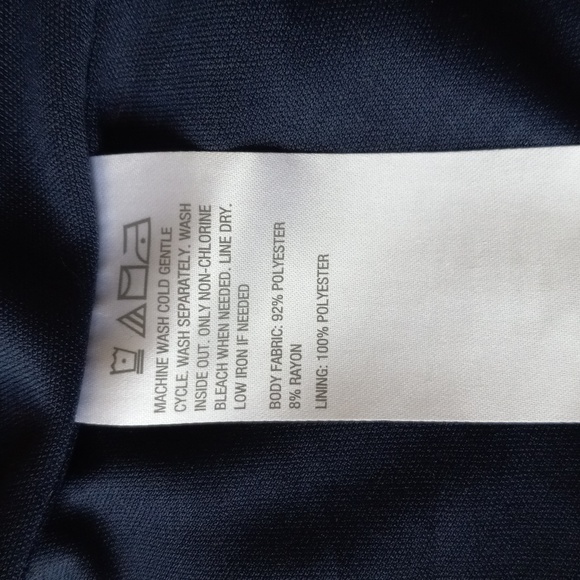 MACHINE WASH COLD GENTLE
CYCLE. WASH SEPARATELY. WASH
INSIDE OUT. ONLY NON-CHLORINE
BLEACH WHEN NEEDED. LINE DRY.
LOW IRON IF NEEDED
BODY FABRIC: 92% POLYESTER
8% RAYON
LINING: 100% POLYESTER